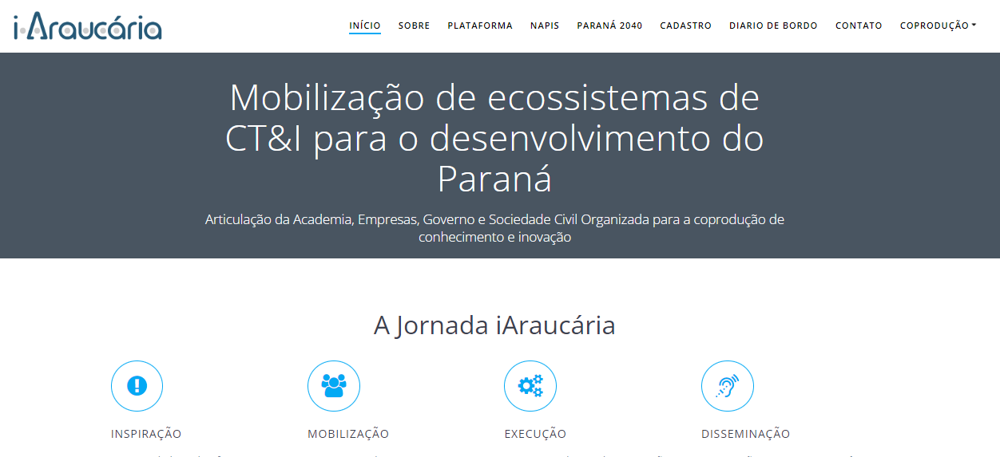 i·Araucária
INÍCIO SOBRE PLATAFORMA NAPIS PARANÁ 2040 CADASTRO DIARIO DE BORDO CONTATO COPRODUÇÃO
Mobilização de ecossistemas de
CT&I para o desenvolvimento do
Paraná
Articulação da Academia, Empresas, Governo e Sociedade Civil Organizada para a coprodução de
conhecimento e inovação
A Jornada iAraucária
INSPIRAÇÃO MOBILIZAÇÃO EXECUÇÃO DISSEMINAÇÃO